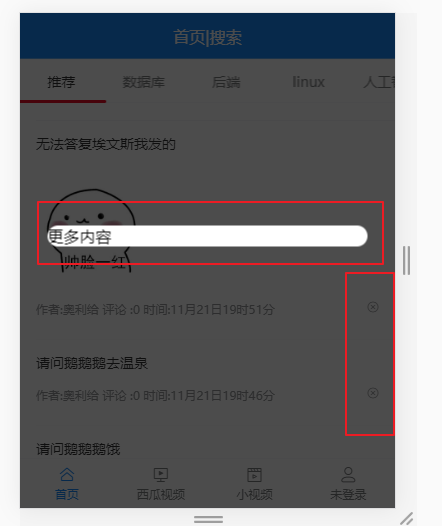 首页|搜索
推荐 数据库 后端 linux 人工
无法答复埃文斯我发的
更多内容
帅脸一红
作者:奥利给 评论 :0 时间:11月21日19时51分
请问鹅鹅鹅去温泉
作者:奥利给 评论 :0 时间:11月21日19时46分
请问鹅鹅鹅饿
首页 西瓜视频 小视频 未登录